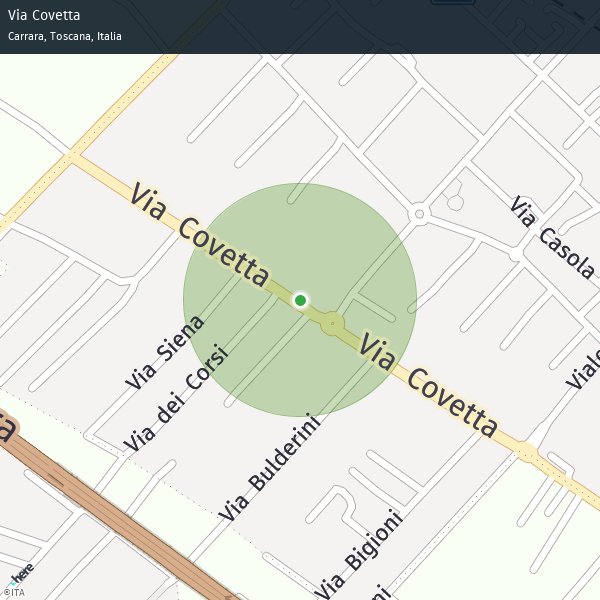 Via Covetta
Carrara, Toscana, Italia
Via Covetta
Via Casola
Via Siena
Via dei Corsi
Via Covetta
Via Bulderini
Via Bigioni
here
©ITA